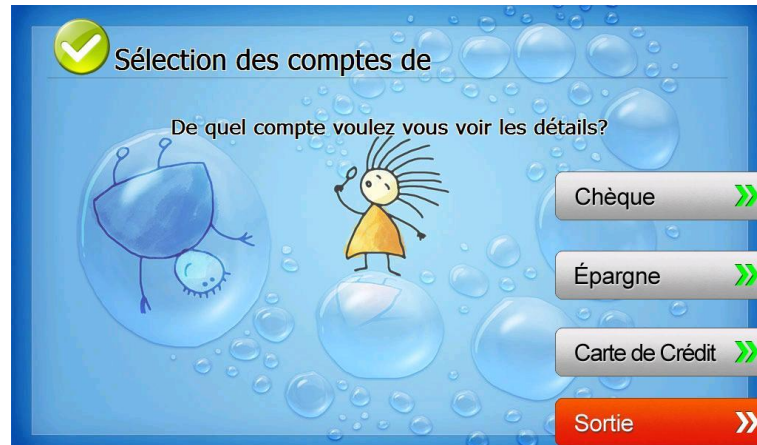 Sélection des comptes de
De quel compte voulez vous voir les détails?
Chèque
Épargne
Carte de Crédit
Sortie